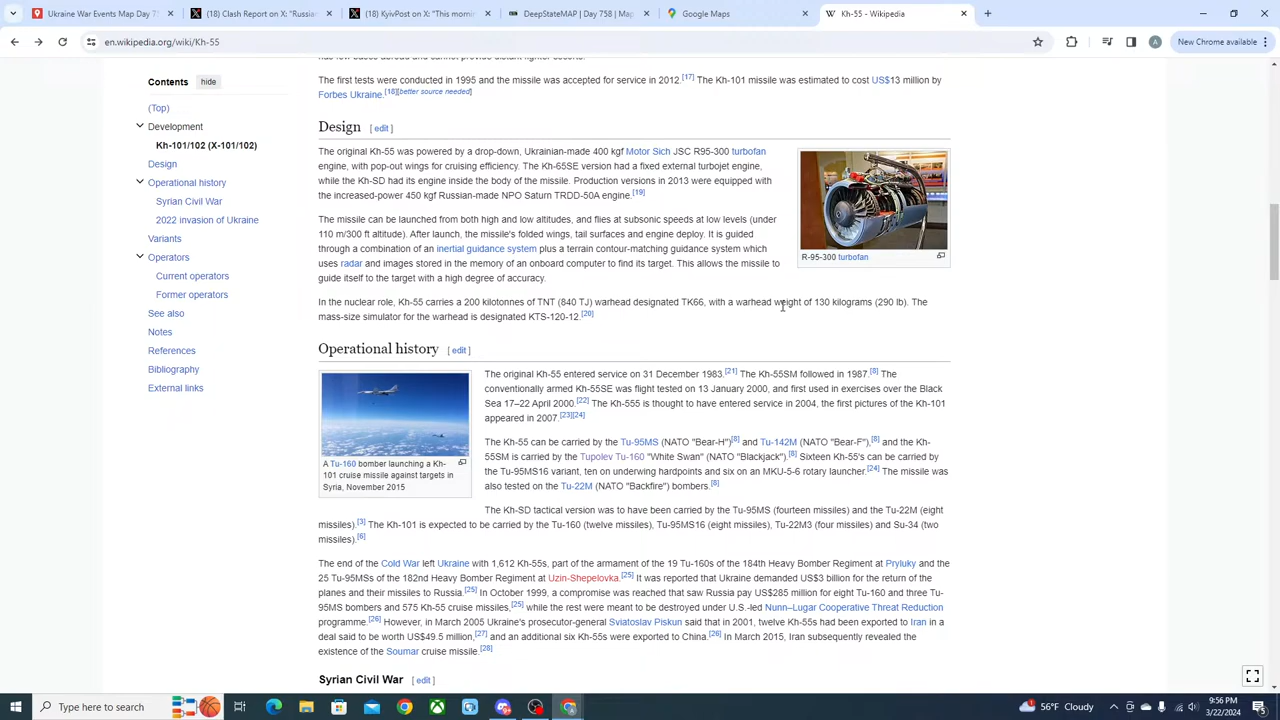 Ukraine War Events Map Day 75
(18) Clash Report on X: "Russian
(18) KyivPost on X: "This mornin
DeepStateMAP | Day 758 | Map
Google Maps
Kh-55 - Wikipedia
en.wikipedia.org/wiki/Kh-55
A
New Chrome available
Contents
hide
(Top)
Development
Kh-101/102 (X-101/102)
Design
Operational history
Syrian Civil War
2022 invasion of Ukraine
Variants
Operators
Current operators
Former operators
See also
Notes
References
Bibliography
External links
The first tests were conducted in 1995 and the missile was accepted for service in 2012.[17] The Kh-101 missile was estimated to cost US$13 million by
Forbes Ukraine.[18][better source needed]
Design [ edit ]
The original Kh-55 was powered by a drop-down, Ukrainian-made 400 kgf Motor Sich JSC R95-300 turbofan
engine, with pop-out wings for cruising efficiency. The Kh-65SE version had a fixed external turbojet engine,
while the Kh-SD had its engine inside the body of the missile. Production versions in 2013 were equipped with
the increased-power 450 kgf Russian-made NPO Saturn TRDD-50A engine.[19]
The missile can be launched from both high and low altitudes, and flies at subsonic speeds at low levels (under
110 m/300 ft altitude). After launch, the missile's folded wings, tail surfaces and engine deploy. It is guided
through a combination of an inertial guidance system plus a terrain contour-matching guidance system which
uses radar and images stored in the memory of an onboard computer to find its target. This allows the missile to
guide itself to the target with a high degree of accuracy.
R-95-300 turbofan
In the nuclear role, Kh-55 carries a 200 kilotonnes of TNT (840 TJ) warhead designated TK66, with a warhead weight of 130 kilograms (290 lb). The
mass-size simulator for the warhead is designated KTS-120-12.[20]
Operational history [ edit ]
The original Kh-55 entered service on 31 December 1983.[21] The Kh-55SM followed in 1987.[8] The
conventionally armed Kh-55SE was flight tested on 13 January 2000, and first used in exercises over the Black
Sea 17–22 April 2000.[22] The Kh-555 is thought to have entered service in 2004, the first pictures of the Kh-101
appeared in 2007.[23][24]
A Tu-160 bomber launching a Kh-
101 cruise missile against targets in
Syria, November 2015
The Kh-55 can be carried by the Tu-95MS (NATO "Bear-H")[8] and Tu-142M (NATO "Bear-F"),[8] and the Kh-
55SM is carried by the Tupolev Tu-160 "White Swan" (NATO "Blackjack").[8] Sixteen Kh-55's can be carried by
the Tu-95MS16 variant, ten on underwing hardpoints and six on an MKU-5-6 rotary launcher.[24] The missile was
also tested on the Tu-22M (NATO "Backfire") bombers.[8]
The Kh-SD tactical version was to have been carried by the Tu-95MS (fourteen missiles) and the Tu-22M (eight
missiles).[3] The Kh-101 is expected to be carried by the Tu-160 (twelve missiles), Tu-95MS16 (eight missiles), Tu-22M3 (four missiles) and Su-34 (two
missiles).[6]
The end of the Cold War left Ukraine with 1,612 Kh-55s, part of the armament of the 19 Tu-160s of the 184th Heavy Bomber Regiment at Pryluky and the
25 Tu-95MSs of the 182nd Heavy Bomber Regiment at Uzin-Shepelovka.[25] It was reported that Ukraine demanded US$3 billion for the return of the
planes and their missiles to Russia.[25] In October 1999, a compromise was reached that saw Russia pay US$285 million for eight Tu-160 and three Tu-
95MS bombers and 575 Kh-55 cruise missiles,[25] while the rest were meant to be destroyed under U.S.-led Nunn–Lugar Cooperative Threat Reduction
programme.[26] However, in March 2005 Ukraine's prosecutor-general Sviatoslav Piskun said that in 2001, twelve Kh-55s had been exported to Iran in a
deal said to be worth US$49.5 million,[27] and an additional six Kh-55s were exported to China.[26] In March 2015, Iran subsequently revealed the
existence of the Soumar cruise missile.[28]
Syrian Civil War [ edit ]
Type here to search
56°F Cloudy
9:56 PM
3/22/2024